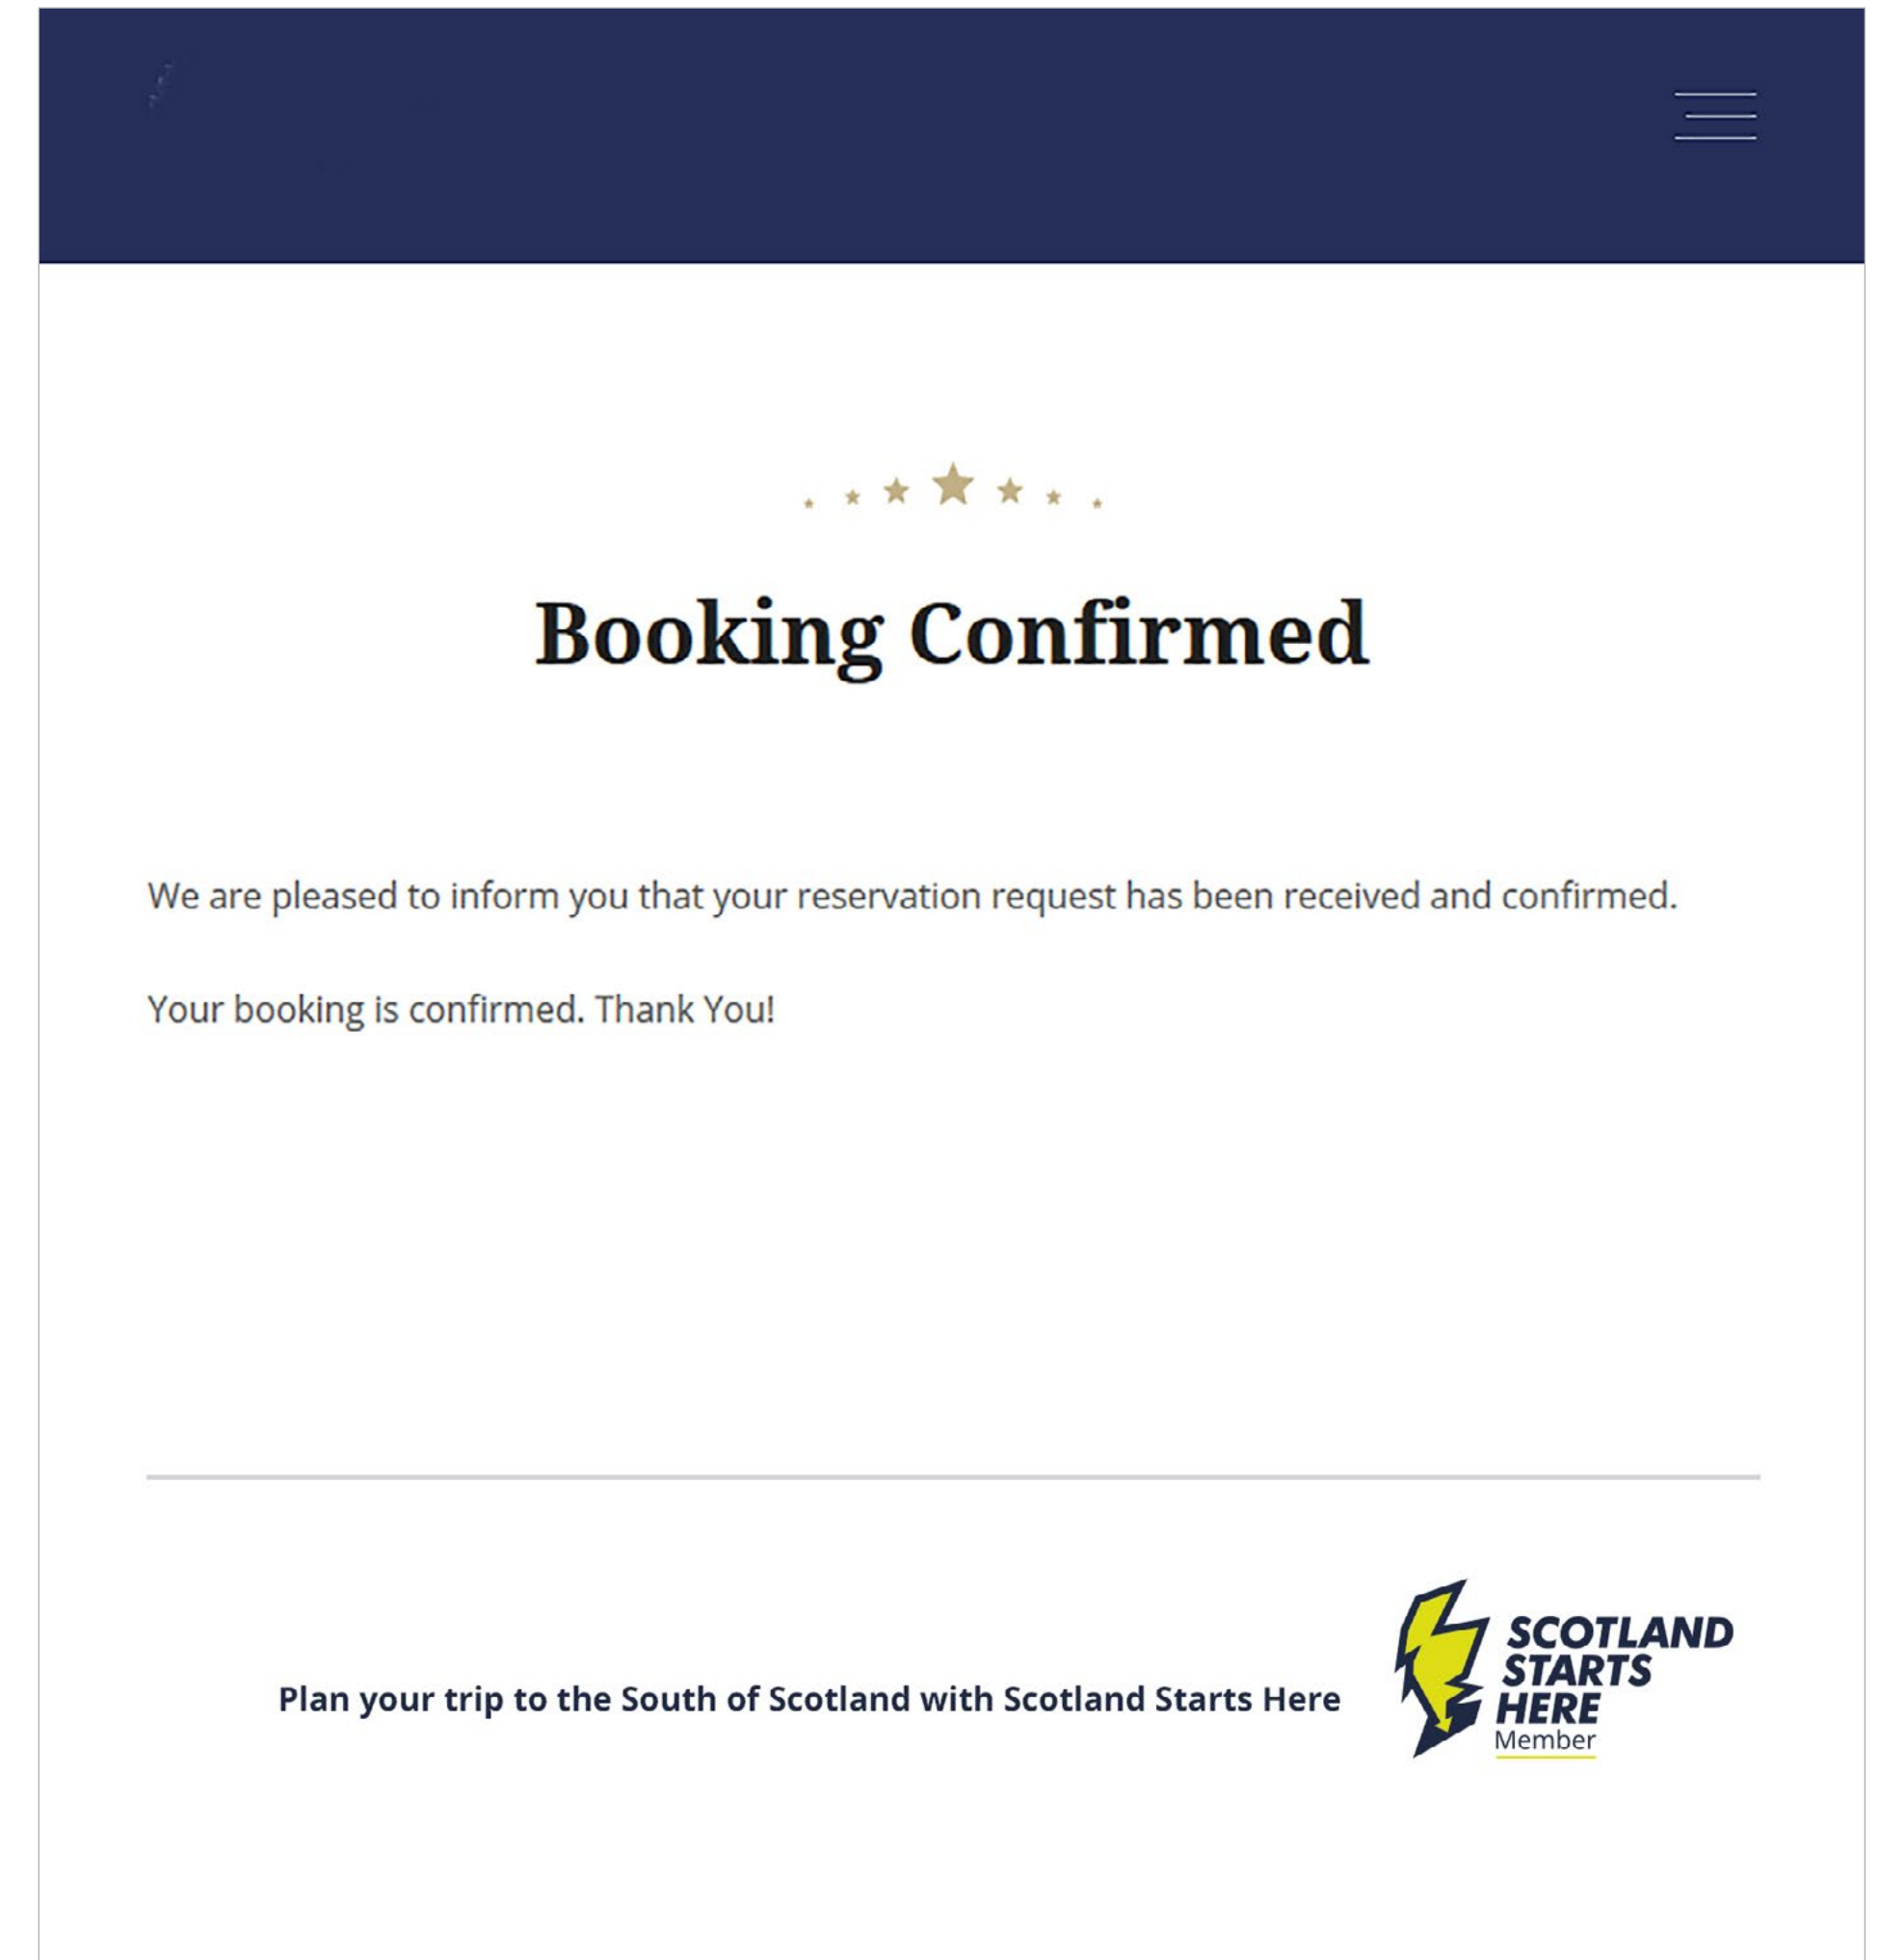 Booking Confirmed
We are pleased to inform you that your reservation request has been received and confirmed.
Your booking is confirmed. Thank You!
Plan your trip to the South of Scotland with Scotland Starts Here
SCOTLAND
STARTS
HERE
Member